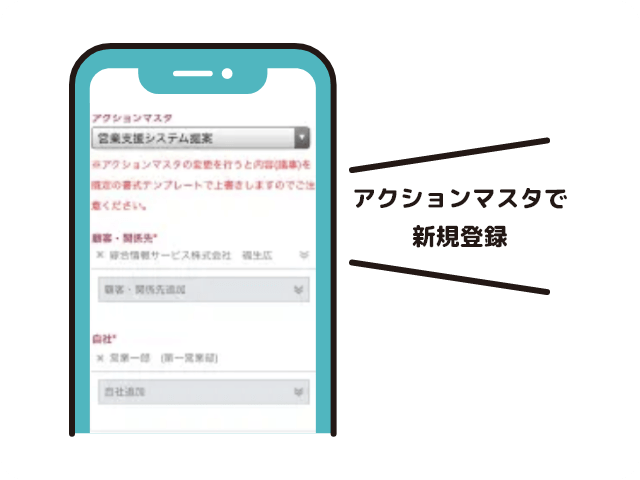 アクションマスタ
営業支援システム提案
※アクションマスタの変更を行うと内容(議事)を
既定の書式テンプレートで上書きしますのでご注
意ください。
顧客・関係先*
× 綜合情報サービス株式会社 福生広
顧客・関係先追加
自社*
× 営業一部 (第一営業部)
自社追加
アクションマスタで
新規登録